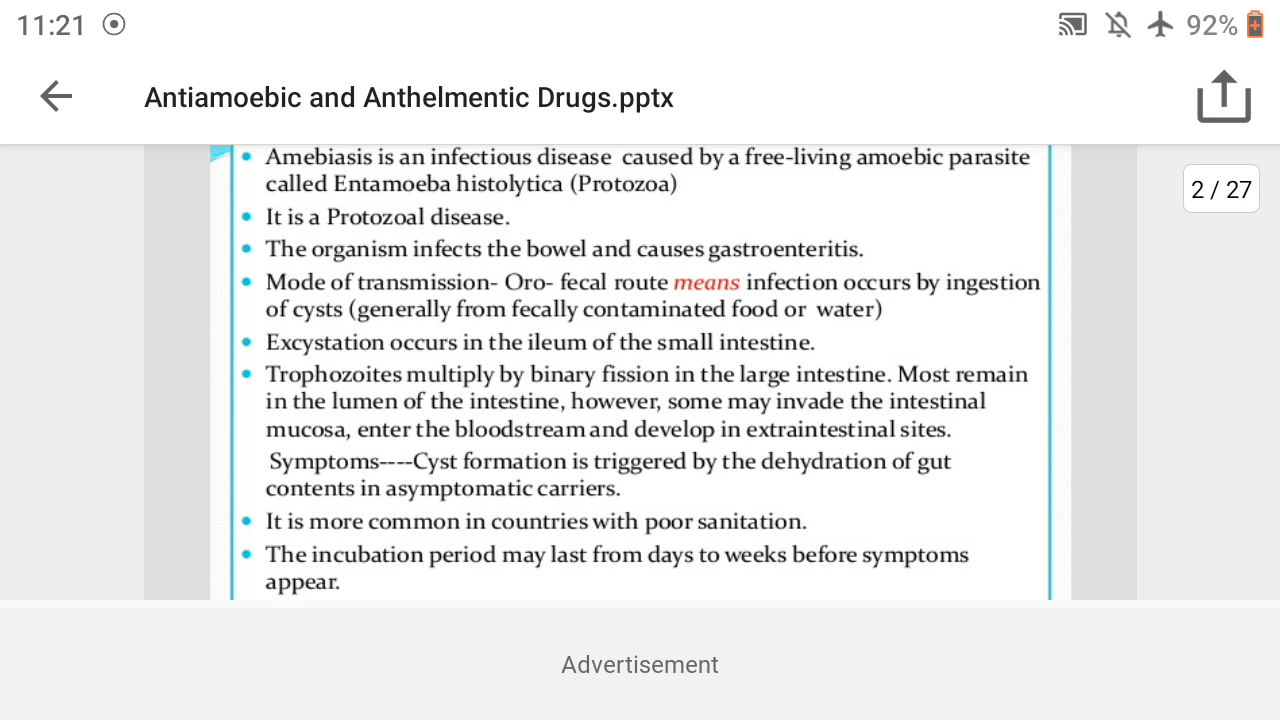 11:21
92%
Antiamoebic and Anthelmentic Drugs.pptx
2 / 27
• Amebiasis is an infectious disease caused by a free-living amoebic parasite
called Entamoeba histolytica (Protozoa)
• It is a Protozoal disease.
• The organism infects the bowel and causes gastroenteritis.
• Mode of transmission- Oro- fecal route means infection occurs by ingestion
of cysts (generally from fecally contaminated food or water)
• Excystation occurs in the ileum of the small intestine.
• Trophozoites multiply by binary fission in the large intestine. Most remain
in the lumen of the intestine, however, some may invade the intestinal
mucosa, enter the bloodstream and develop in extraintestinal sites.
Symptoms----Cyst formation is triggered by the dehydration of gut
contents in asymptomatic carriers.
• It is more common in countries with poor sanitation.
• The incubation period may last from days to weeks before symptoms
appear.
Advertisement